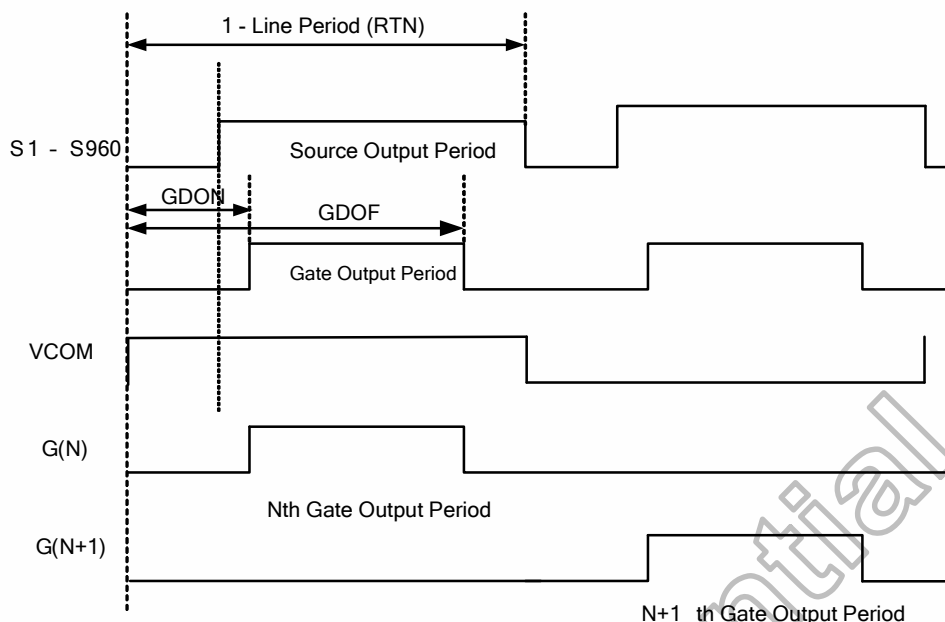 1 - Line Period (RTN)
S1 - S960
Source Output Period
GDON
GDOF
Gate Output Period
VCOM
G(N)
Nth Gate Output Period
G(N+1)
N+1 th Gate Output Period
ntial